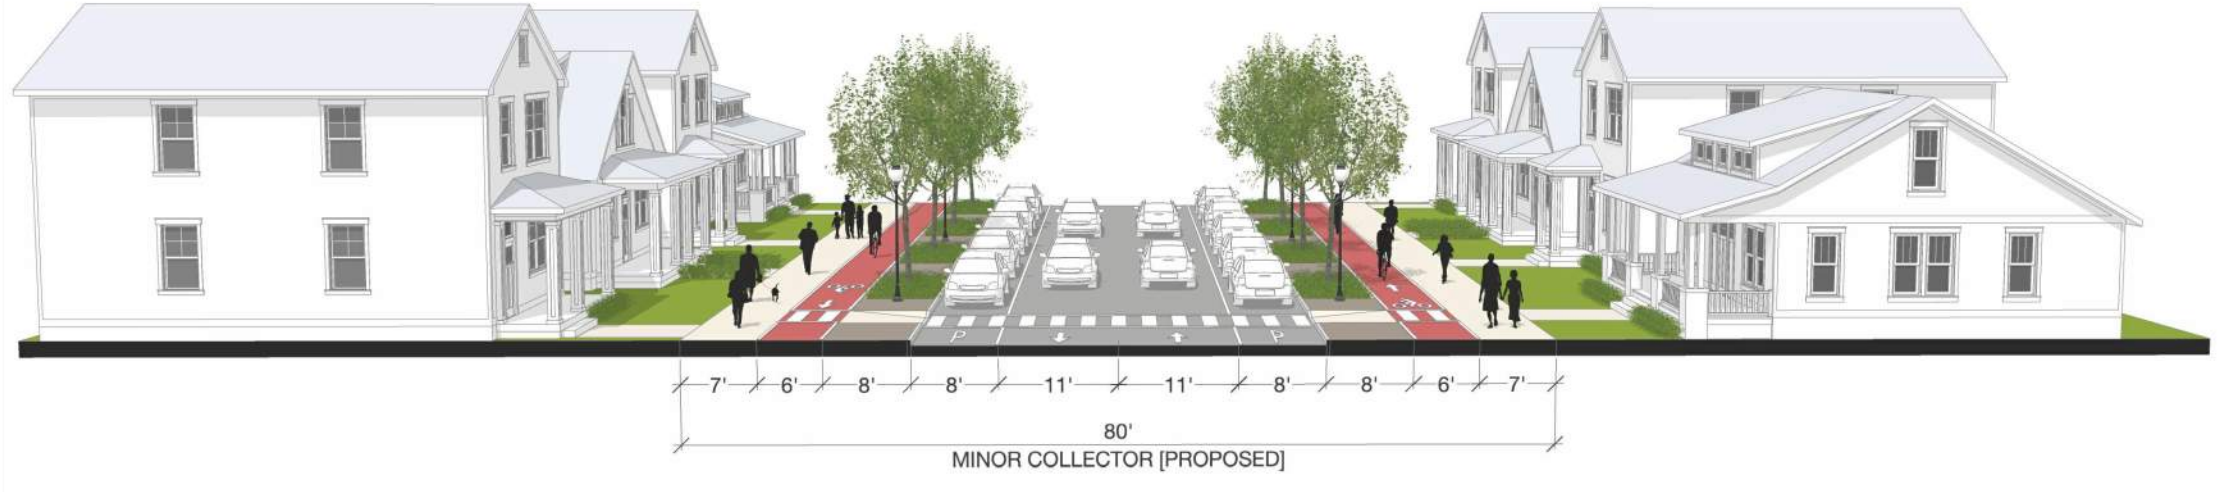 P P
7' 6' 8' 8' 11' 11' 8' 8' 6' 7'
80'
MINOR COLLECTOR [PROPOSED]